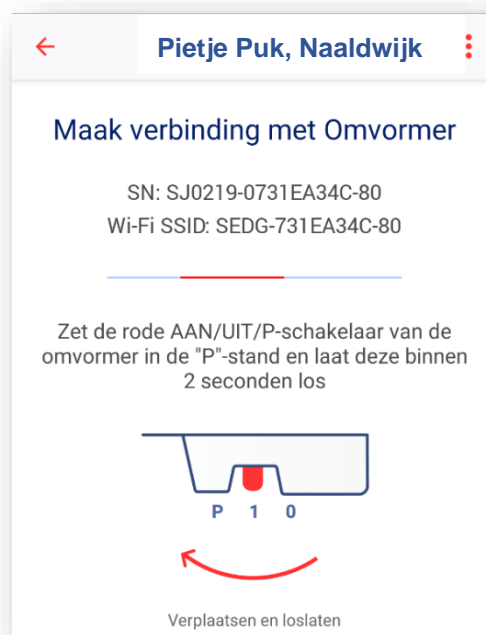 Pietje Puk, Naaldwijk
Maak verbinding met Omvormer
SN: SJ0219-0731EA34C-80
Wi-Fi SSID: SEDG-731EA34C-80
Zet de rode AAN/UIT/P-schakelaar van de
omvormer in de "P"-stand en laat deze binnen
2 seconden los
P 1 0
Verplaatsen en loslaten